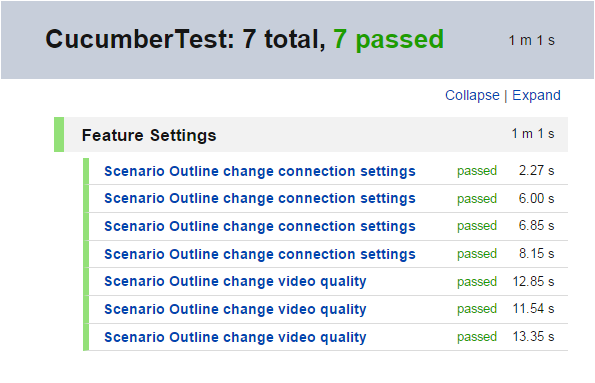 CucumberTest: 7 total, 7 passed 1 m 1 s
Collapse | Expand
Feature Settings 1 m 1 s
Scenario Outline change connection settings passed 2.27 s
Scenario Outline change connection settings passed 6.00 s
Scenario Outline change connection settings passed 6.85 s
Scenario Outline change connection settings passed 8.15 s
Scenario Outline change video quality passed 12.85 s
Scenario Outline change video quality passed 11.54 s
Scenario Outline change video quality passed 13.35 s